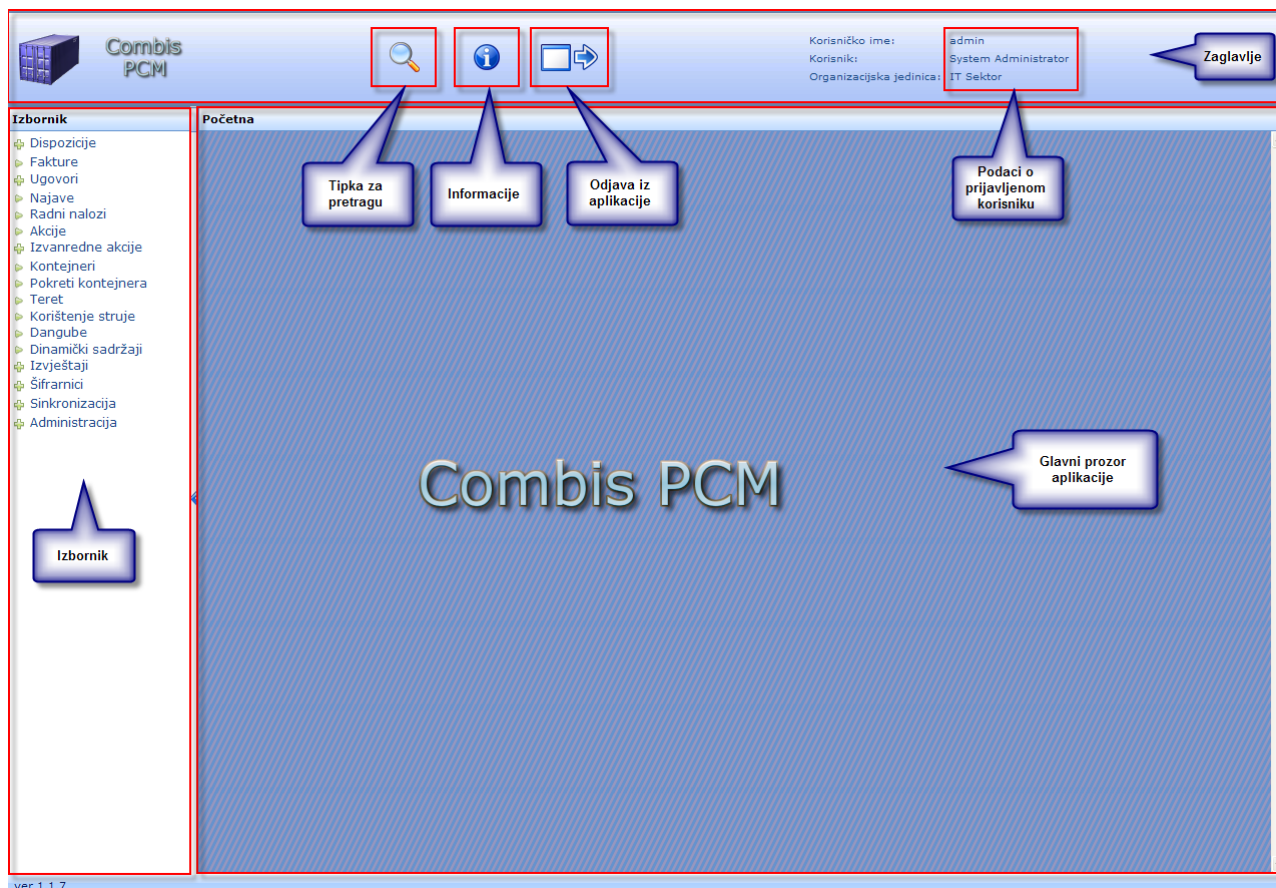 Combis
PCM
Korisničko ime: admin
Korisnik: System Administrator
Organizacijska jedinica: IT Sektor
Zaglavlje
Izbornik
Početna
Dispozicije
Fakture
Ugovori
Najave
Radni nalozi
Akcije
Izvanredne akcije
Kontejneri
Pokreti kontejnera
Teret
Korištenje struje
Dangube
Dinamički sadržaji
Izvještaji
Šifrarnici
Sinkronizacija
Administracija
Tipka za
pretragu
Informacije
Odjava iz
aplikacije
Podaci o
prijavljenom
korisniku
Combis PCM
Glavni prozor
aplikacije
Izbornik
ver 1.1.7